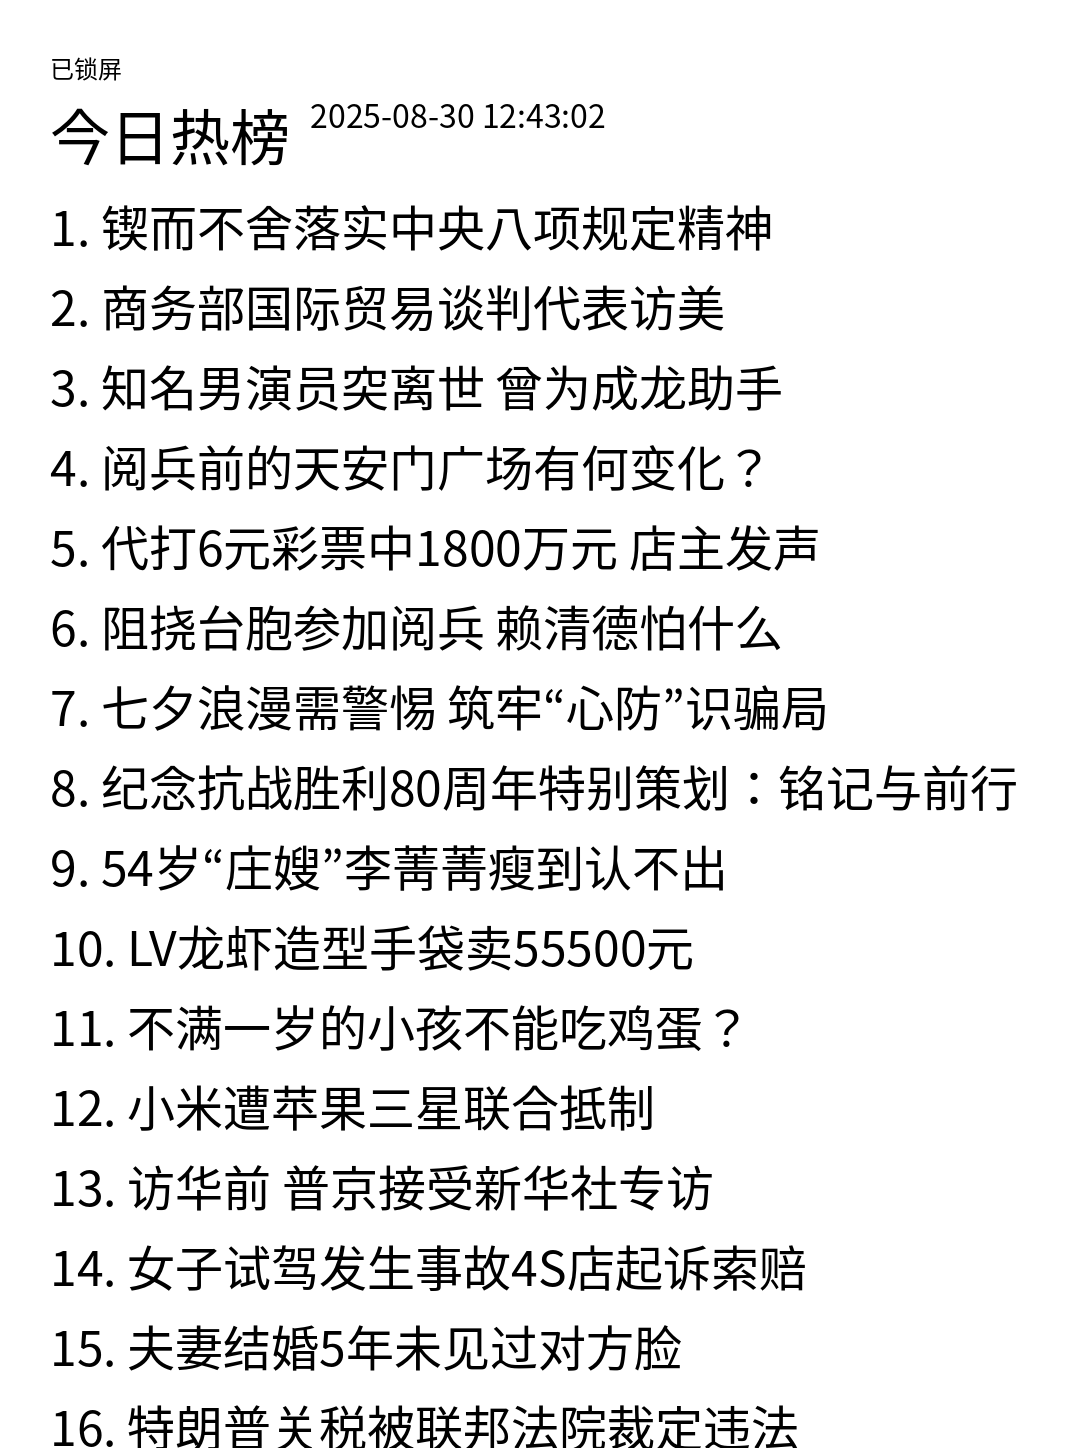 已锁屏
今日热榜 2025-08-30 12:43:02
1. 锲而不舍落实中央八项规定精神
2. 商务部国际贸易谈判代表访美
3. 知名男演员突离世 曾为成龙助手
4. 阅兵前的天安门广场有何变化？
5. 代打6元彩票中1800万元 店主发声
6. 阻挠台胞参加阅兵 赖清德怕什么
7. 七夕浪漫需警惕 筑牢“心防”识骗局
8. 纪念抗战胜利80周年特别策划：铭记与前行
9. 54岁“庄嫂”李菁菁瘦到认不出
10. LV龙虾造型手袋卖55500元
11. 不满一岁的小孩不能吃鸡蛋？
12. 小米遭苹果三星联合抵制
13. 访华前 普京接受新华社专访
14. 女子试驾发生事故4S店起诉索赔
15. 夫妻结婚5年未见过对方脸
16. 特朗普关税被联邦法院裁定违法